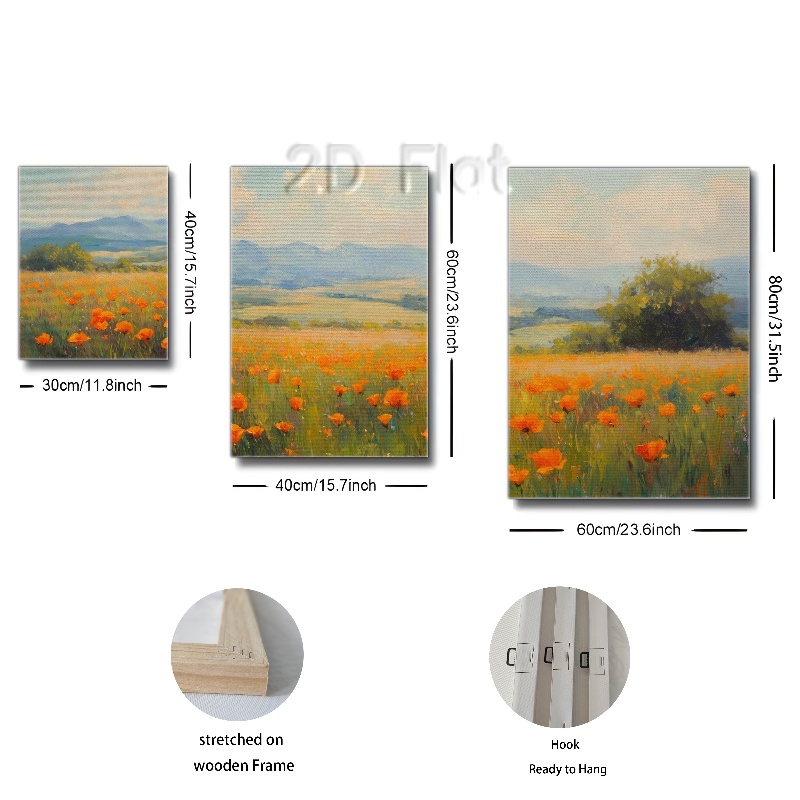 2D Flat
40cm/15.7inch
30cm/11.8inch
60cm/23.6inch
40cm/15.7inch
80cm/31.5inch
60cm/23.6inch
stretched on
wooden Frame
Hook
Ready to Hang